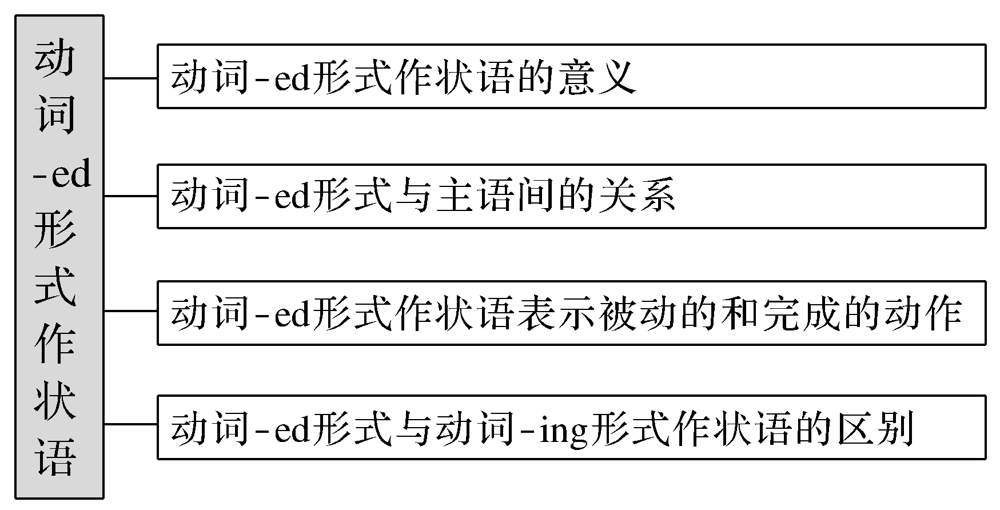 动词-ed形式作状语
动词-ed形式作状语的意义
动词-ed形式与主语间的关系
动词-ed形式作状语表示被动的和完成的动作
动词-ed形式与动词-ing形式作状语的区别